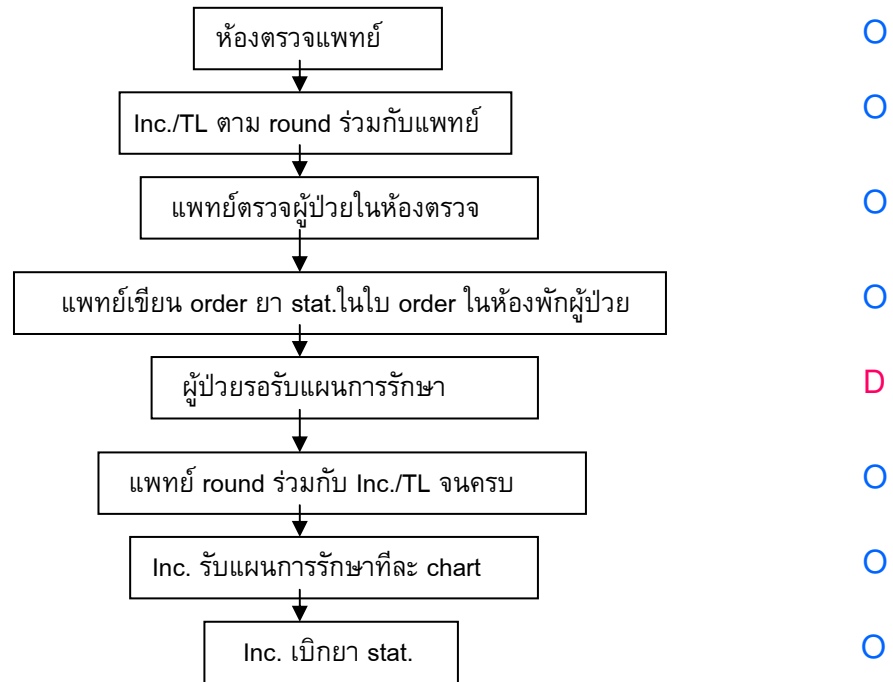 ห้องตรวจแพทย์ O
Inc./TL ตาม round ร่วมกับแพทย์ O
แพทย์ตรวจผู้ป่วยในห้องตรวจ O
แพทย์เขียน order ยา stat.ในใบ order ในห้องพักผู้ป่วย O
ผู้ป่วยรอรับแผนการรักษา D
แพทย์ round ร่วมกับ Inc./TL จนครบ O
Inc. รับแผนการรักษาทีละ chart O
Inc. เบิกยา stat. O